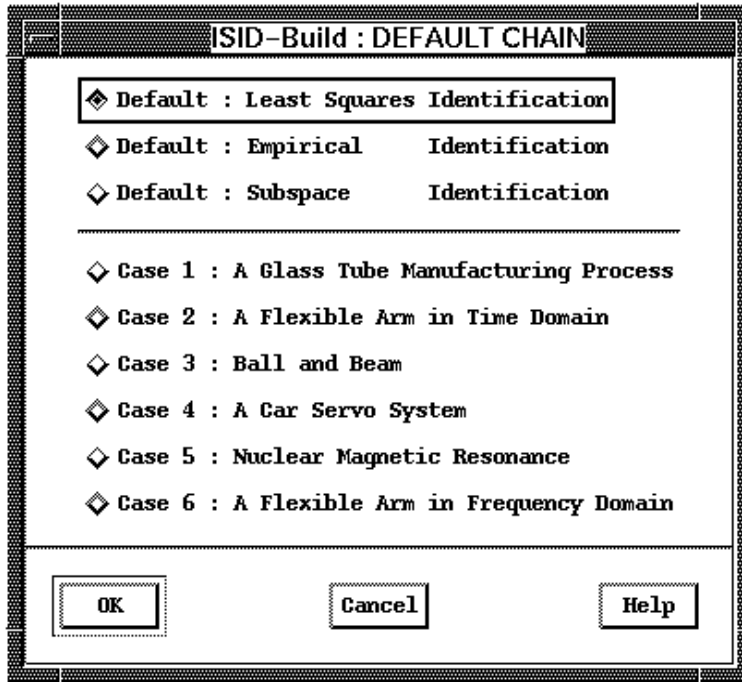 ISID-Build : DEFAULT CHAIN
Default : Least Squares Identification
Default : Empirical Identification
Default : Subspace Identification
Case 1 : A Glass Tube Manufacturing Process
Case 2 : A Flexible Arm in Time Domain
Case 3 : Ball and Beam
Case 4 : A Car Servo System
Case 5 : Nuclear Magnetic Resonance
Case 6 : A Flexible Arm in Frequency Domain
OK Cancel Help